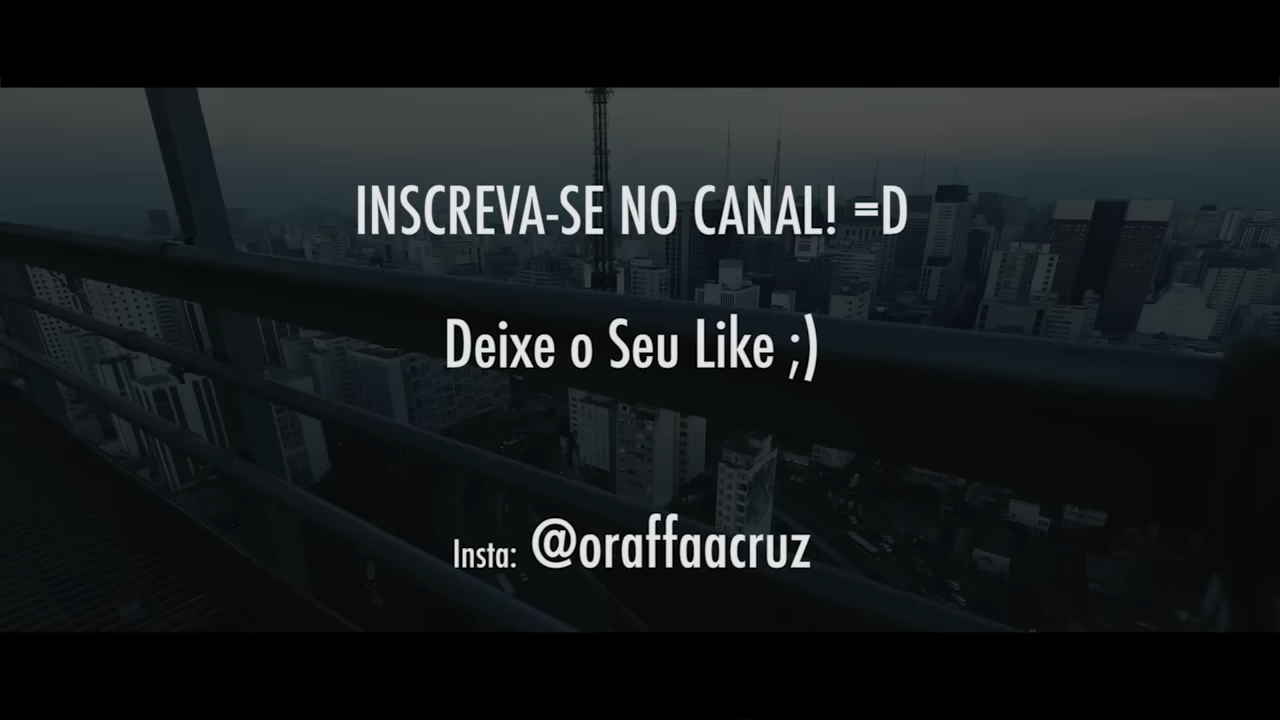 INSCREVA-SE NO CANAL! =D
Deixe o Seu Like ;)
Insta: @oraffaacruz